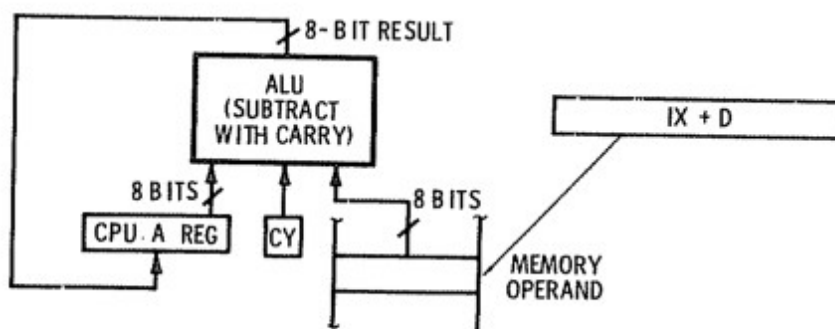 8-BIT RESULT
ALU
(SUBTRACT
WITH CARRY)
IX + D
8 BITS
8 BITS
CPU. A REG
CY
MEMORY
OPERAND